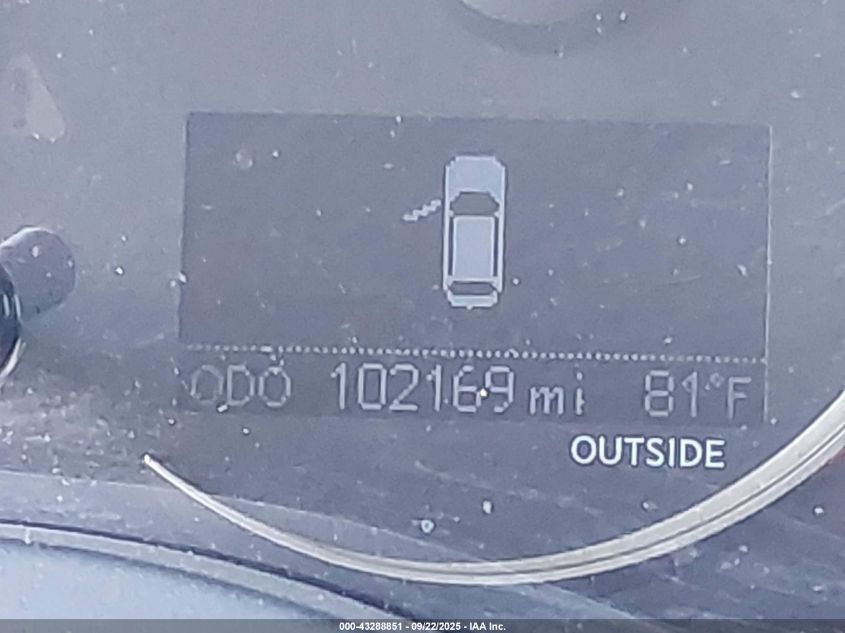 ODO 102169 mi 81°F
OUTSIDE
000-43288851 - 09/22/2025 - IAA Inc.